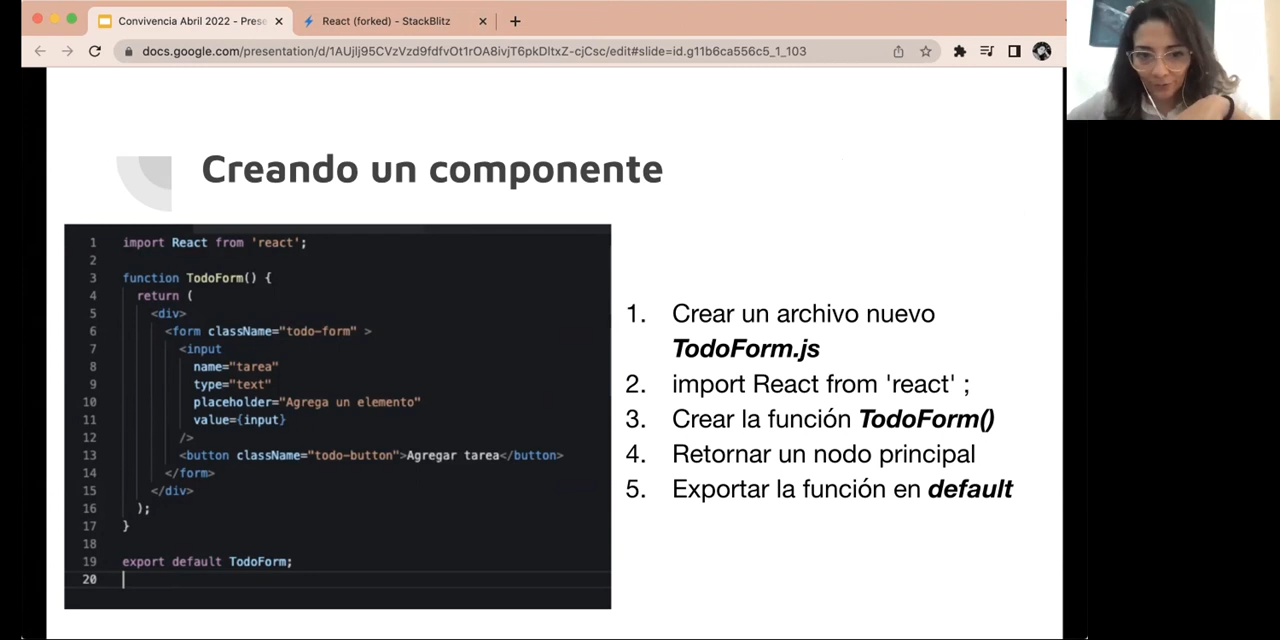 Convivencia Abril 2022 - Prese
React (forked) - StackBlitz
docs.google.com/presentation/d/1AUjlj95CVzVzd9fdfvOt1rOA8ivjT6pkDltxZ-cjCsc/edit#slide=id.g11b6ca556c5_1_103
Creando un componente
1 import React from 'react';
2
3 function TodoForm() {
4 return (
5 <div>
6 <form className="todo-form" >
7 <input
8 name="tarea"
9 type="text"
10 placeholder="Agrega un elemento"
11 value={input}
12 />
13 <button className="todo-button">Agregar tarea</button>
14 </form>
15 </div>
16 );
17 }
18
19 export default TodoForm;
20
1. Crear un archivo nuevo
TodoForm.js
2. import React from 'react' ;
3. Crear la función TodoForm()
4. Retornar un nodo principal
5. Exportar la función en default